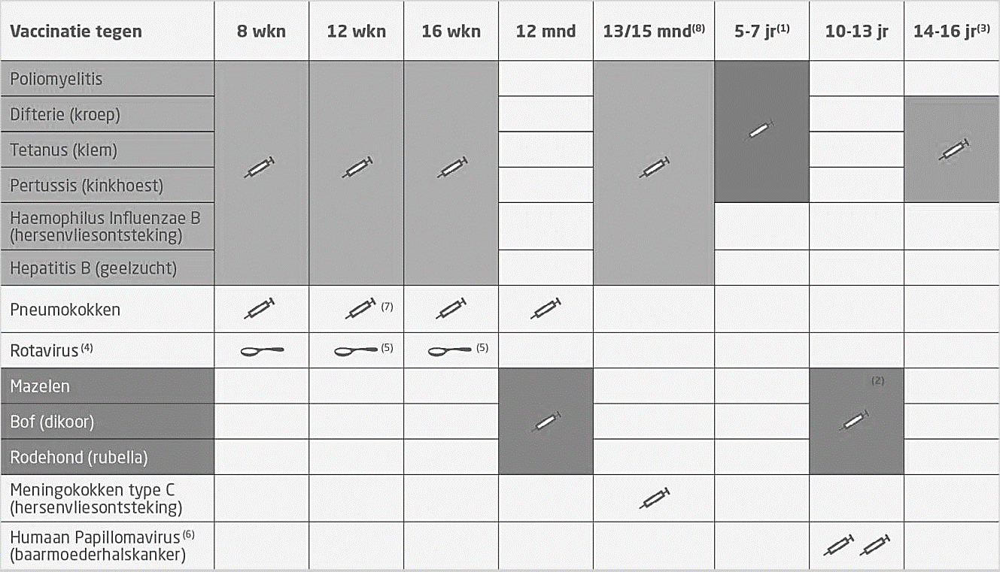 Vaccinatie tegen 8 wkn 12 wkn 16 wkn 12 mnd 13/15 mnd(8) 5-7 jr(1) 10-13 jr 14-16 jr(3)
Poliomyelitis
Difterie (kroep)
Tetanus (klem)
Pertussis (kinkhoest)
Haemophilus Influenzae B
(hersenvliesontsteking)
Hepatitis B (geelzucht)
Pneumokokken (7)
Rotavirus (4) (5) (5)
Mazelen (2)
Bof (dikoor)
Rodehond (rubella)
Meningokokken type C
(hersenvliesontsteking)
Humaan Papillomavirus (6)
(baarmoederhalskanker)